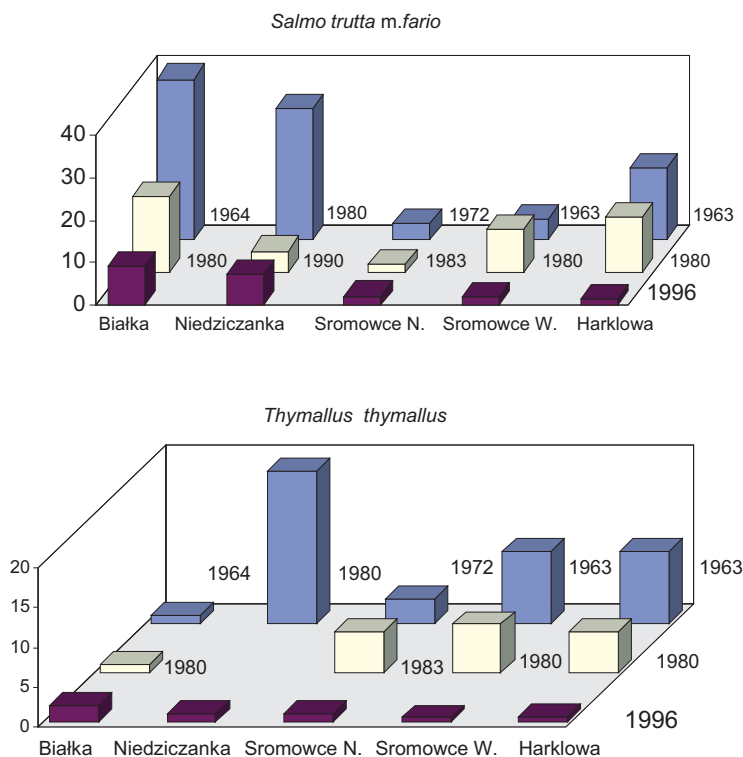 Salmo trutta m.fario
40
30
20
10
0
1964 1980 1972 1963 1963
1980 1990 1983 1980 1980
1996
Białka Niedziczanka Sromowce N. Sromowce W. Harklowa
Thymallus thymallus
20
15
10
5
0
1964 1980 1972 1963 1963
1980 1983 1980 1980
1996
Białka Niedziczanka Sromowce N. Sromowce W. Harklowa